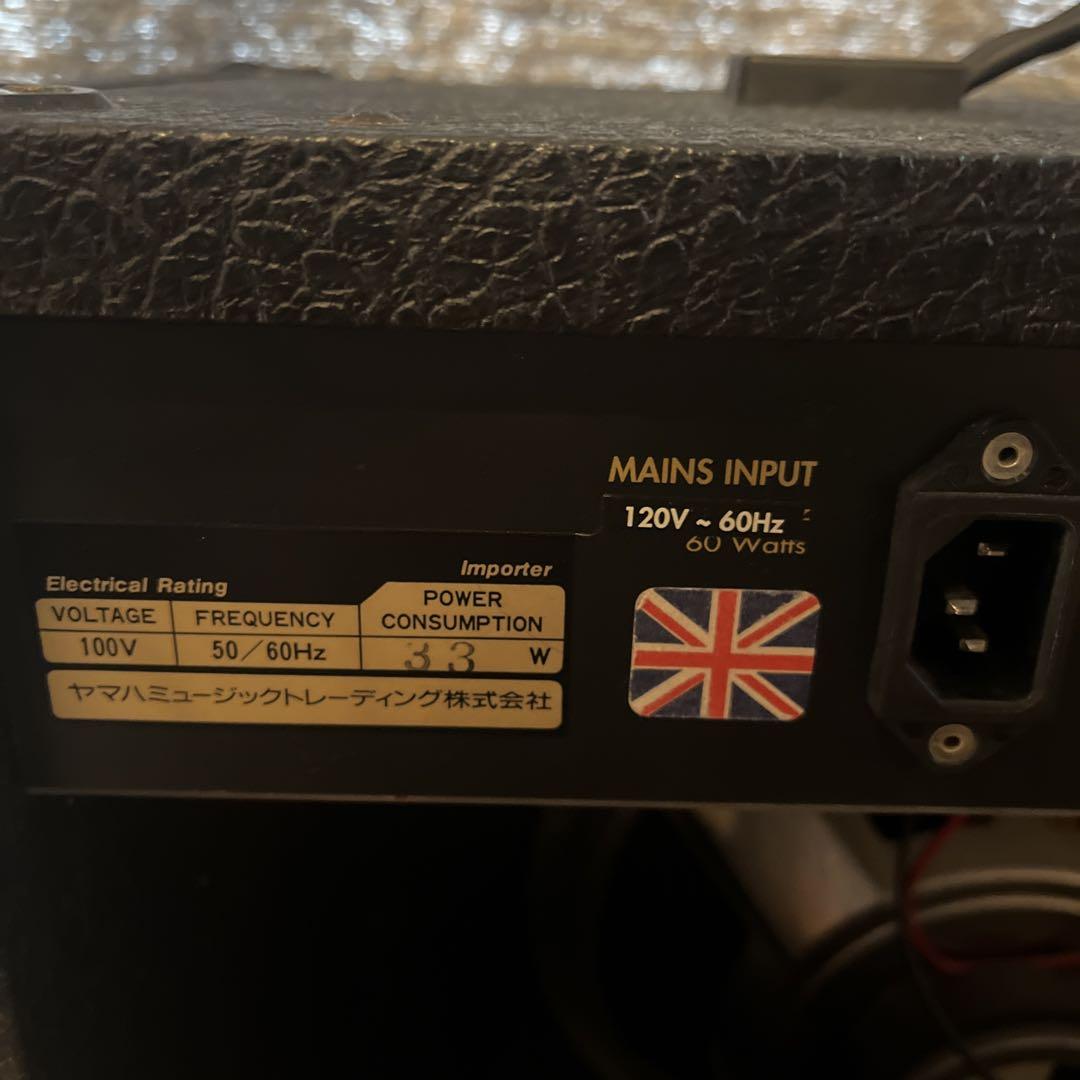 MAINS INPUT
120V ~ 60Hz
60 Watts
Importer
Electrical Rating
VOLTAGE
FREQUENCY
POWER
CONSUMPTION
100V
50/60Hz
33 W
ヤマハミュージックトレーディング株式会社